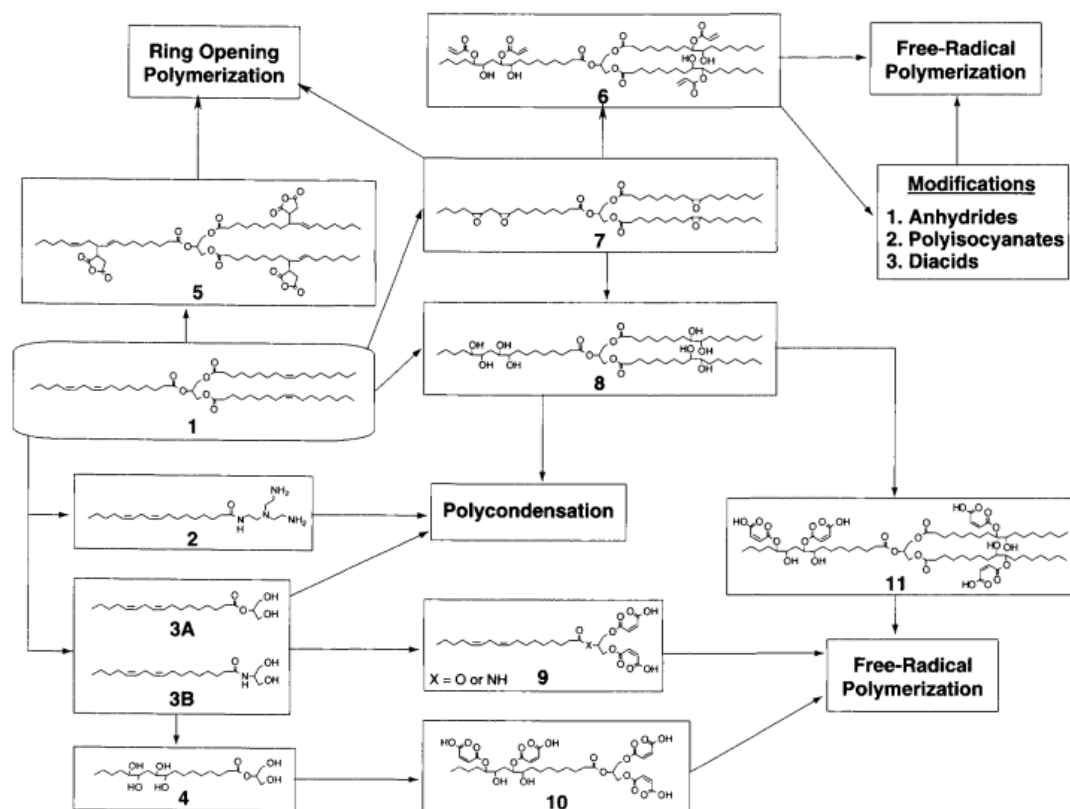 Ring Opening
Polymerization
6
Free-Radical
Polymerization
5
7
Modifications
1. Anhydrides
2. Polyisocyanates
3. Diacids
1
8
2
Polycondensation
3A
3B
X = O or NH
9
11
Free-Radical
Polymerization
4
10